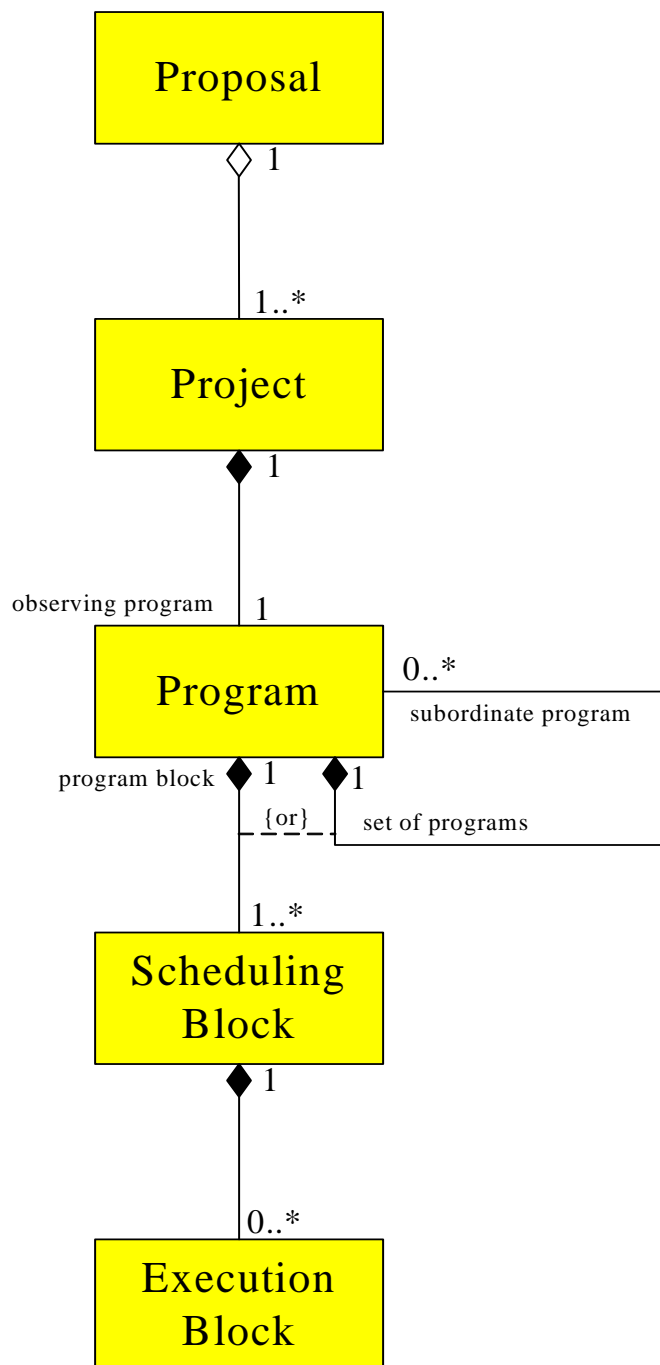 Proposal
1
1..*
Project
1
observing program
1
Program
0..*
subordinate program
program block
1
1
{or}
set of programs
1..*
Scheduling
Block
1
0..*
Execution
Block